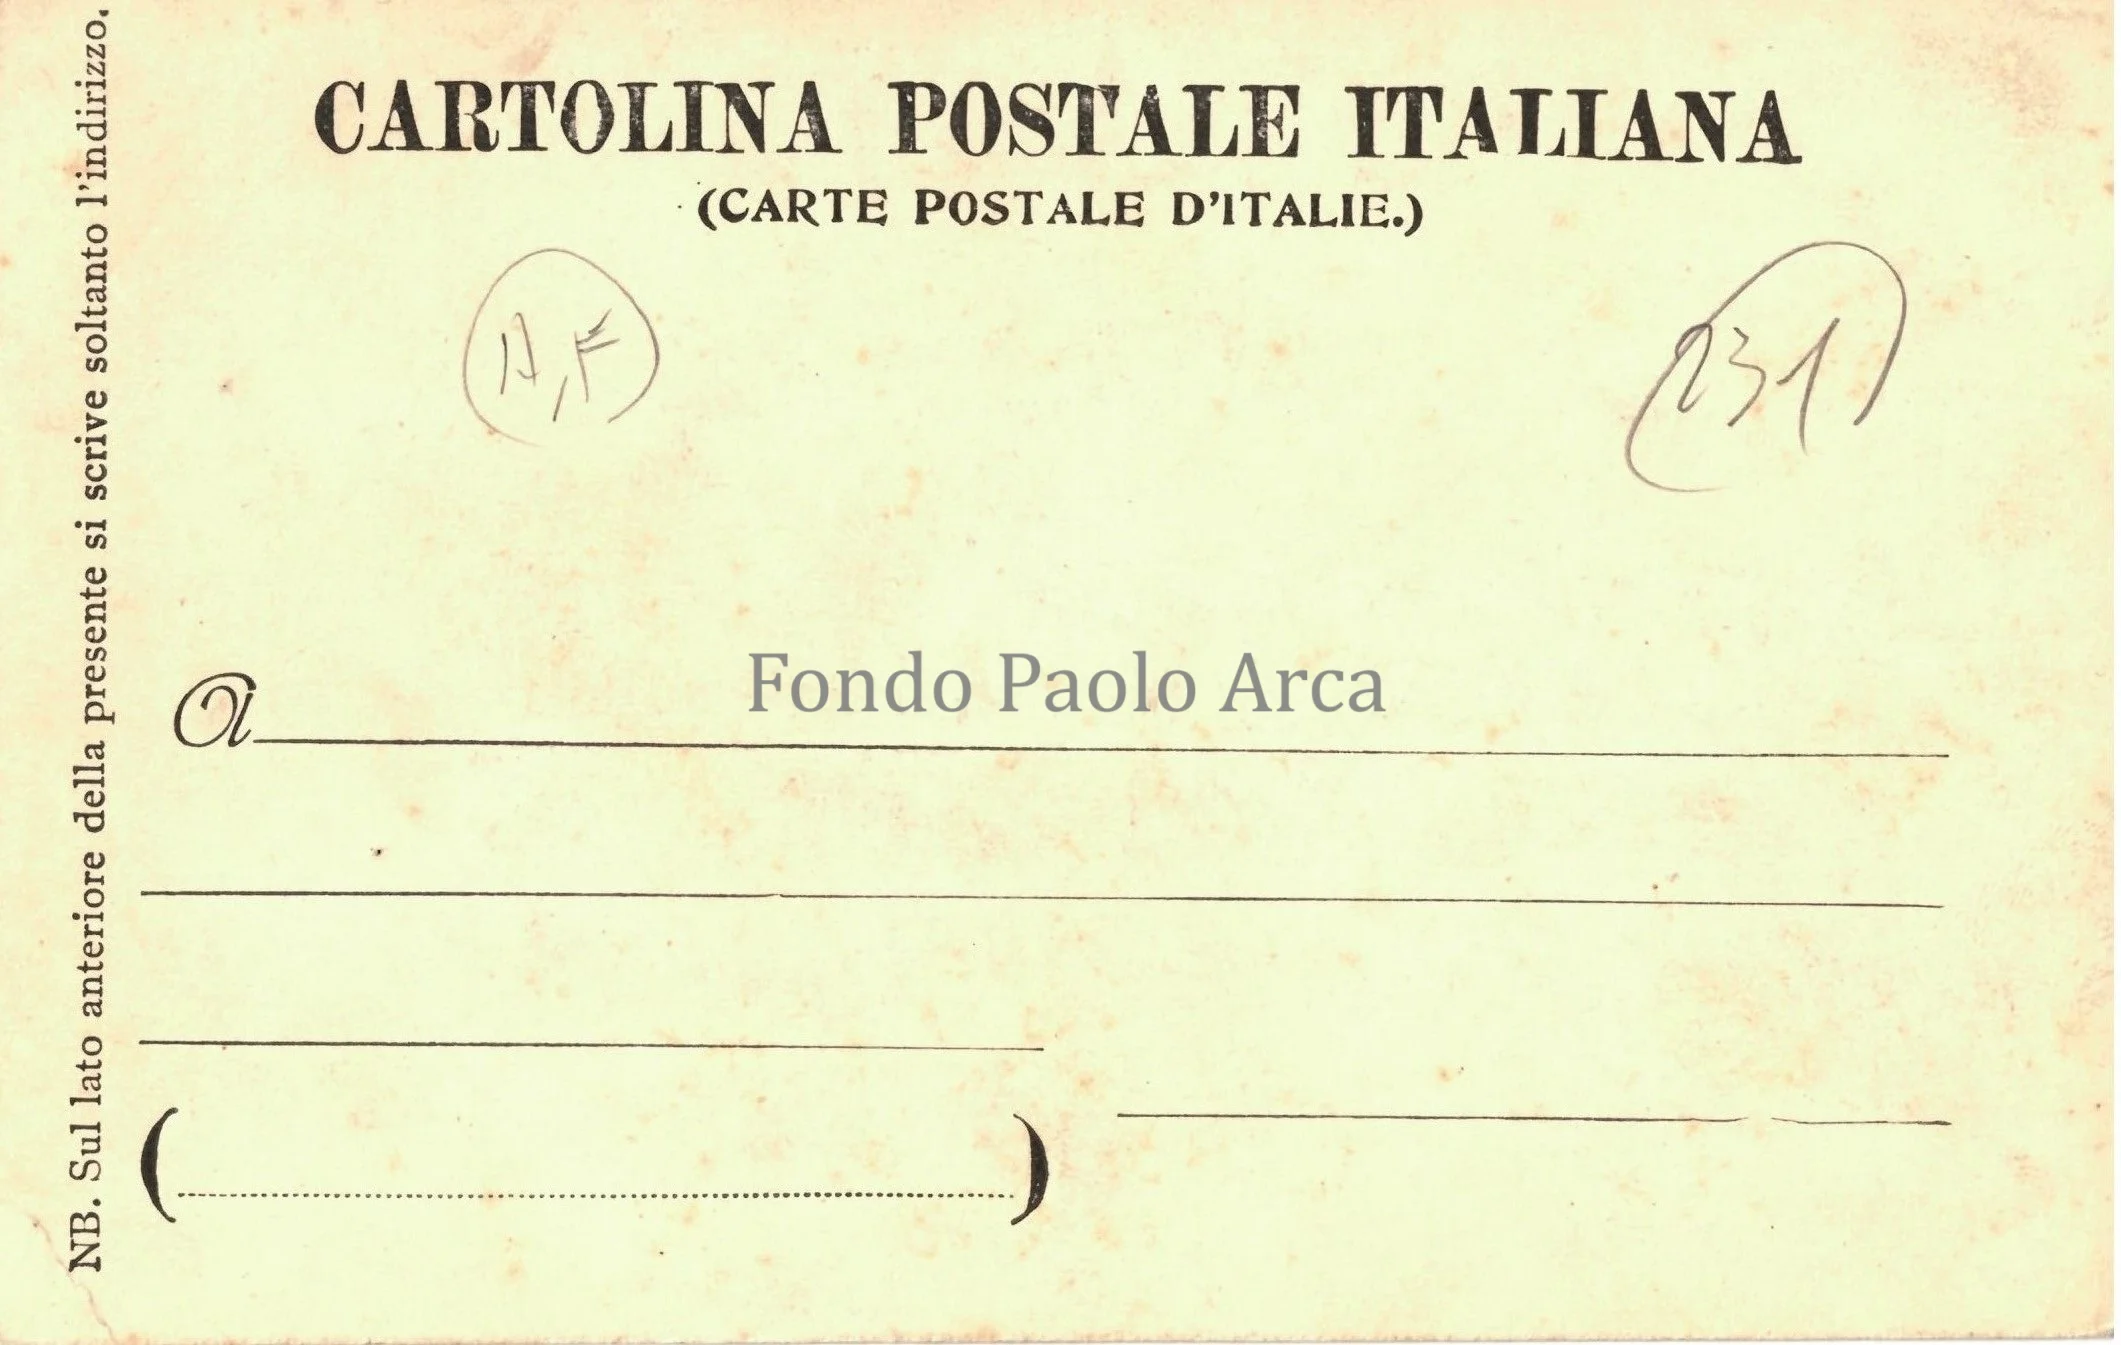 CARTOLINA POSTALE ITALIANA
(CARTE POSTALE D'ITALIE.)
A,F
231
Fondo Paolo Arca
A
NB. Sul lato anteriore della presente si scrive soltanto l'indirizzo.